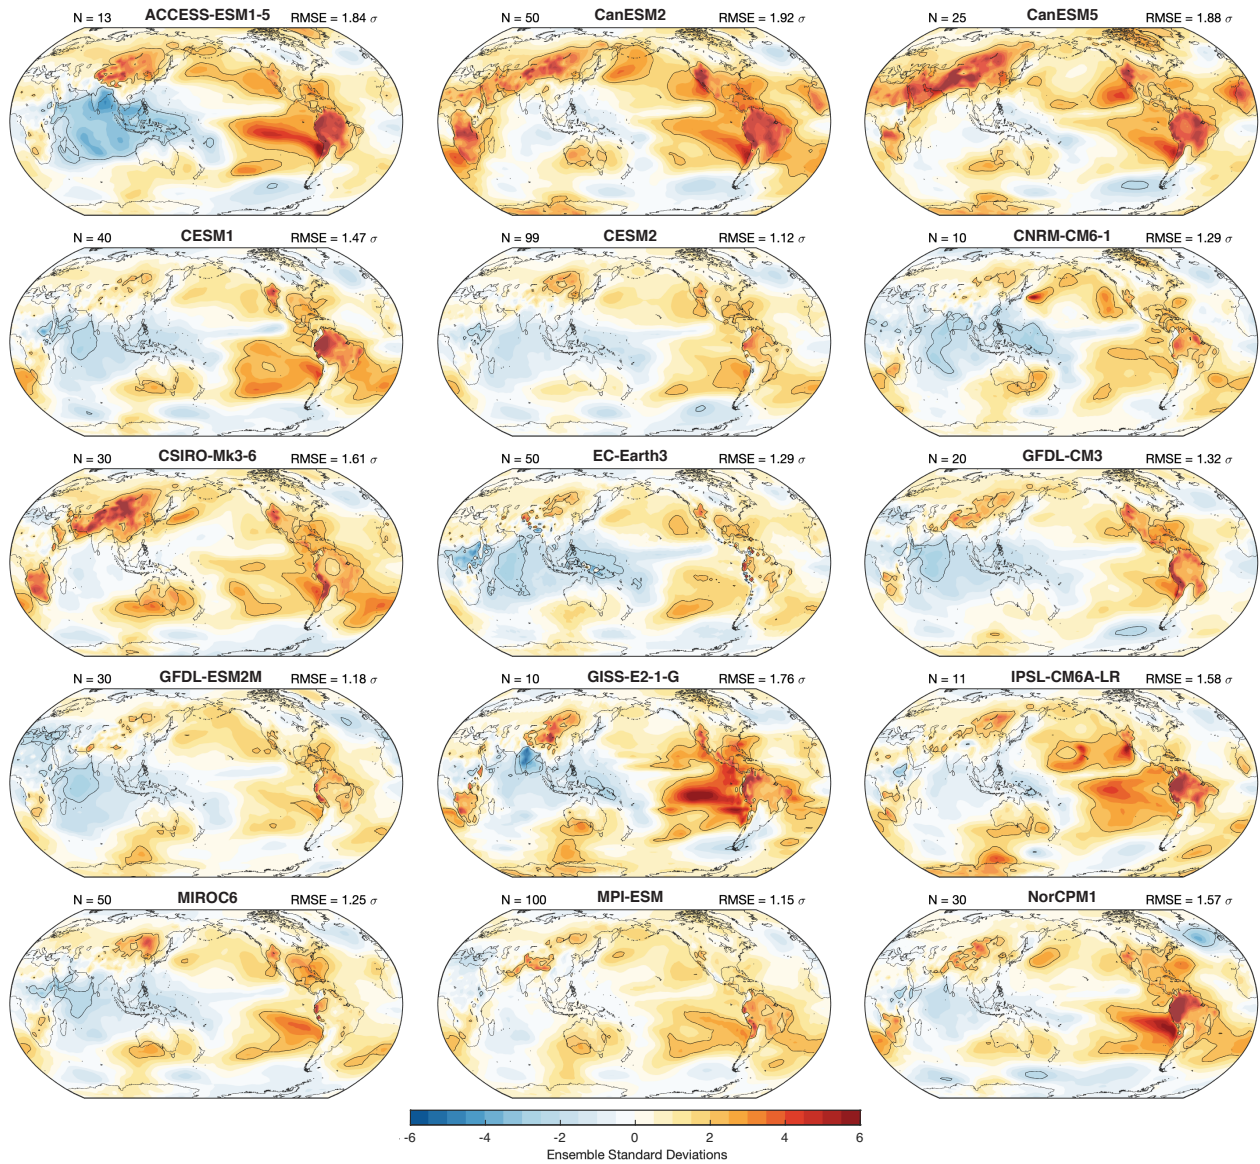 N = 13 ACCESS-ESM1-5 RMSE = 1.84 σ
N = 50 CanESM2 RMSE = 1.92 σ
N = 25 CanESM5 RMSE = 1.88 σ
N = 40 CESM1 RMSE = 1.47 σ
N = 99 CESM2 RMSE = 1.12 σ
N = 10 CNRM-CM6-1 RMSE = 1.29 σ
N = 30 CSIRO-Mk3-6 RMSE = 1.61 σ
N = 50 EC-Earth3 RMSE = 1.29 σ
N = 20 GFDL-CM3 RMSE = 1.32 σ
N = 30 GFDL-ESM2M RMSE = 1.18 σ
N = 10 GISS-E2-1-G RMSE = 1.76 σ
N = 11 IPSL-CM6A-LR RMSE = 1.58 σ
N = 50 MIROC6 RMSE = 1.25 σ
N = 100 MPI-ESM RMSE = 1.15 σ
N = 30 NorCPM1 RMSE = 1.57 σ
-6 -4 -2 0 2 4 6
Ensemble Standard Deviations